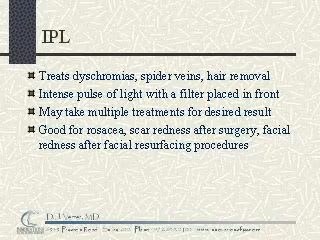 IPL
Treats dyschromias, spider veins, hair removal
Intense pulse of light with a filter placed in front
May take multiple treatments for desired result
Good for rosacea, scar redness after surgery, facial
redness after facial resurfacing procedures
MD